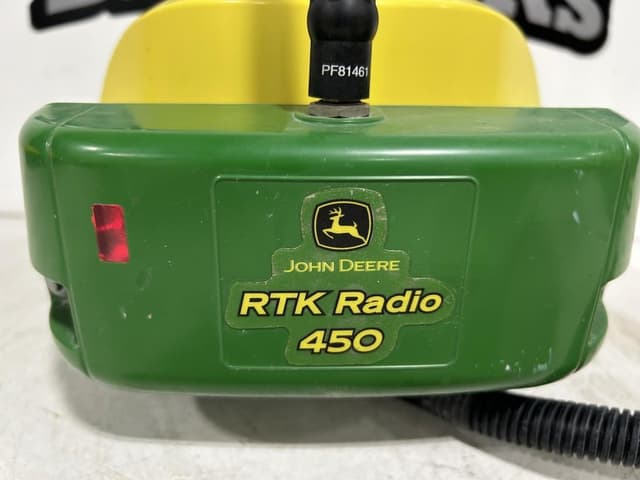 PF81461
JOHN DEERE
RTK Radio
450